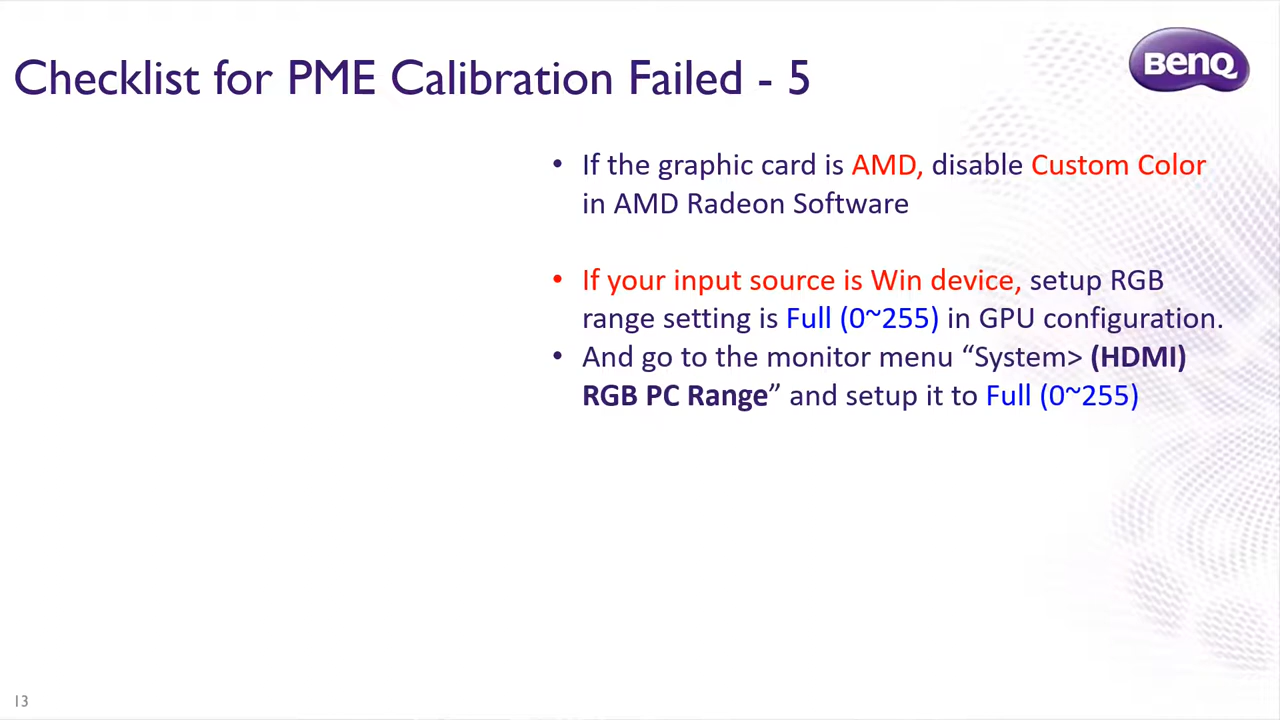 Checklist for PME Calibration Failed - 5
BenQ
• If the graphic card is AMD, disable Custom Color
in AMD Radeon Software
• If your input source is Win device, setup RGB
range setting is Full (0~255) in GPU configuration.
• And go to the monitor menu “System> (HDMI)
RGB PC Range” and setup it to Full (0~255)
13